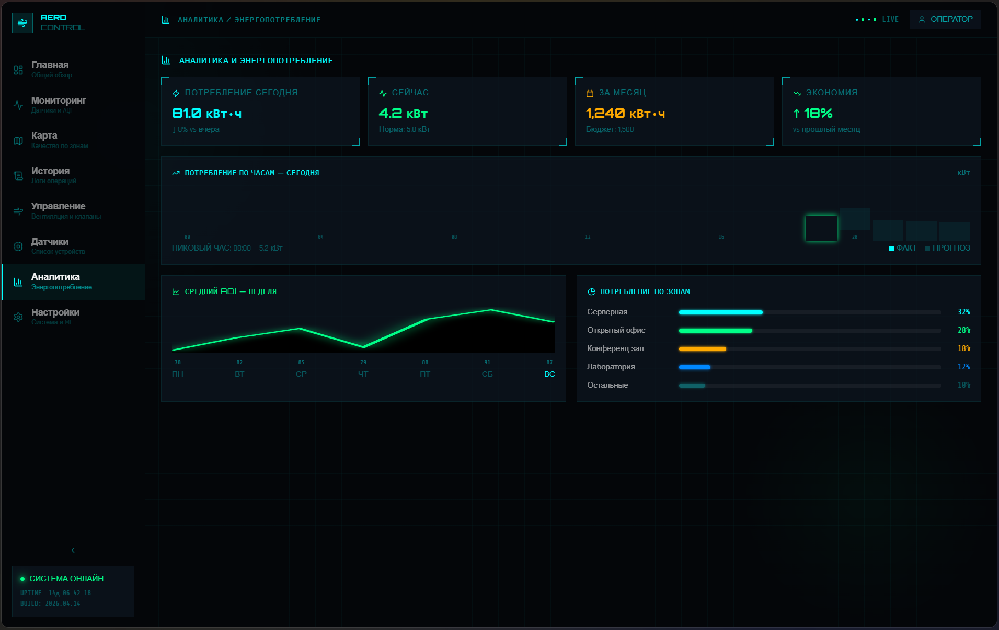 AERO
CONTROL
АНАЛИТИКА / ЭНЕРГОПОТРЕБЛЕНИЕ
LIVE
ОПЕРАТОР
Главная
Общий обзор
Мониторинг
Датчики и AQI
Карта
Качество по зонам
История
Логи операций
Управление
Вентиляция и клапаны
Датчики
Список устройств
Аналитика
Энергопотребление
Настройки
Система и ML
СИСТЕМА ОНЛАЙН
UPTIME: 14д 06:42:18
BUILD: 2026.04.14
АНАЛИТИКА И ЭНЕРГОПОТРЕБЛЕНИЕ
ПОТРЕБЛЕНИЕ СЕГОДНЯ
81.0 кВт·ч
↓ 8% vs вчера
СЕЙЧАС
4.2 кВт
Норма: 5.0 кВт
ЗА МЕСЯЦ
1,240 кВт·ч
Бюджет: 1,500
ЭКОНОМИЯ
↑ 18%
vs прошлый месяц
ПОТРЕБЛЕНИЕ ПО ЧАСАМ — СЕГОДНЯ
кВт
00 04 08 12 16 20
ПИКОВЫЙ ЧАС: 08:00 — 5.2 кВт
ФАКТ ПРОГНОЗ
СРЕДНИЙ AQI — НЕДЕЛЯ
78 82 85 79 88 91 87
ПН ВТ СР ЧТ ПТ СБ ВС
ПОТРЕБЛЕНИЕ ПО ЗОНАМ
Серверная 32%
Открытый офис 28%
Конференц-зал 18%
Лаборатория 12%
Остальные 10%